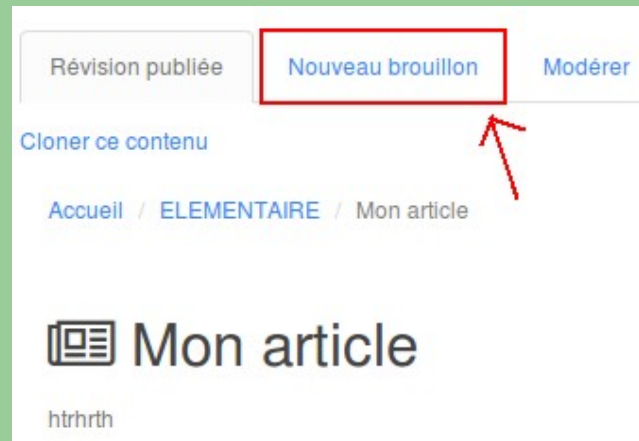 Révision publiée Nouveau brouillon Modérer
Cloner ce contenu
Accueil / ELEMENTAIRE / Mon article
Mon article
htrhrth